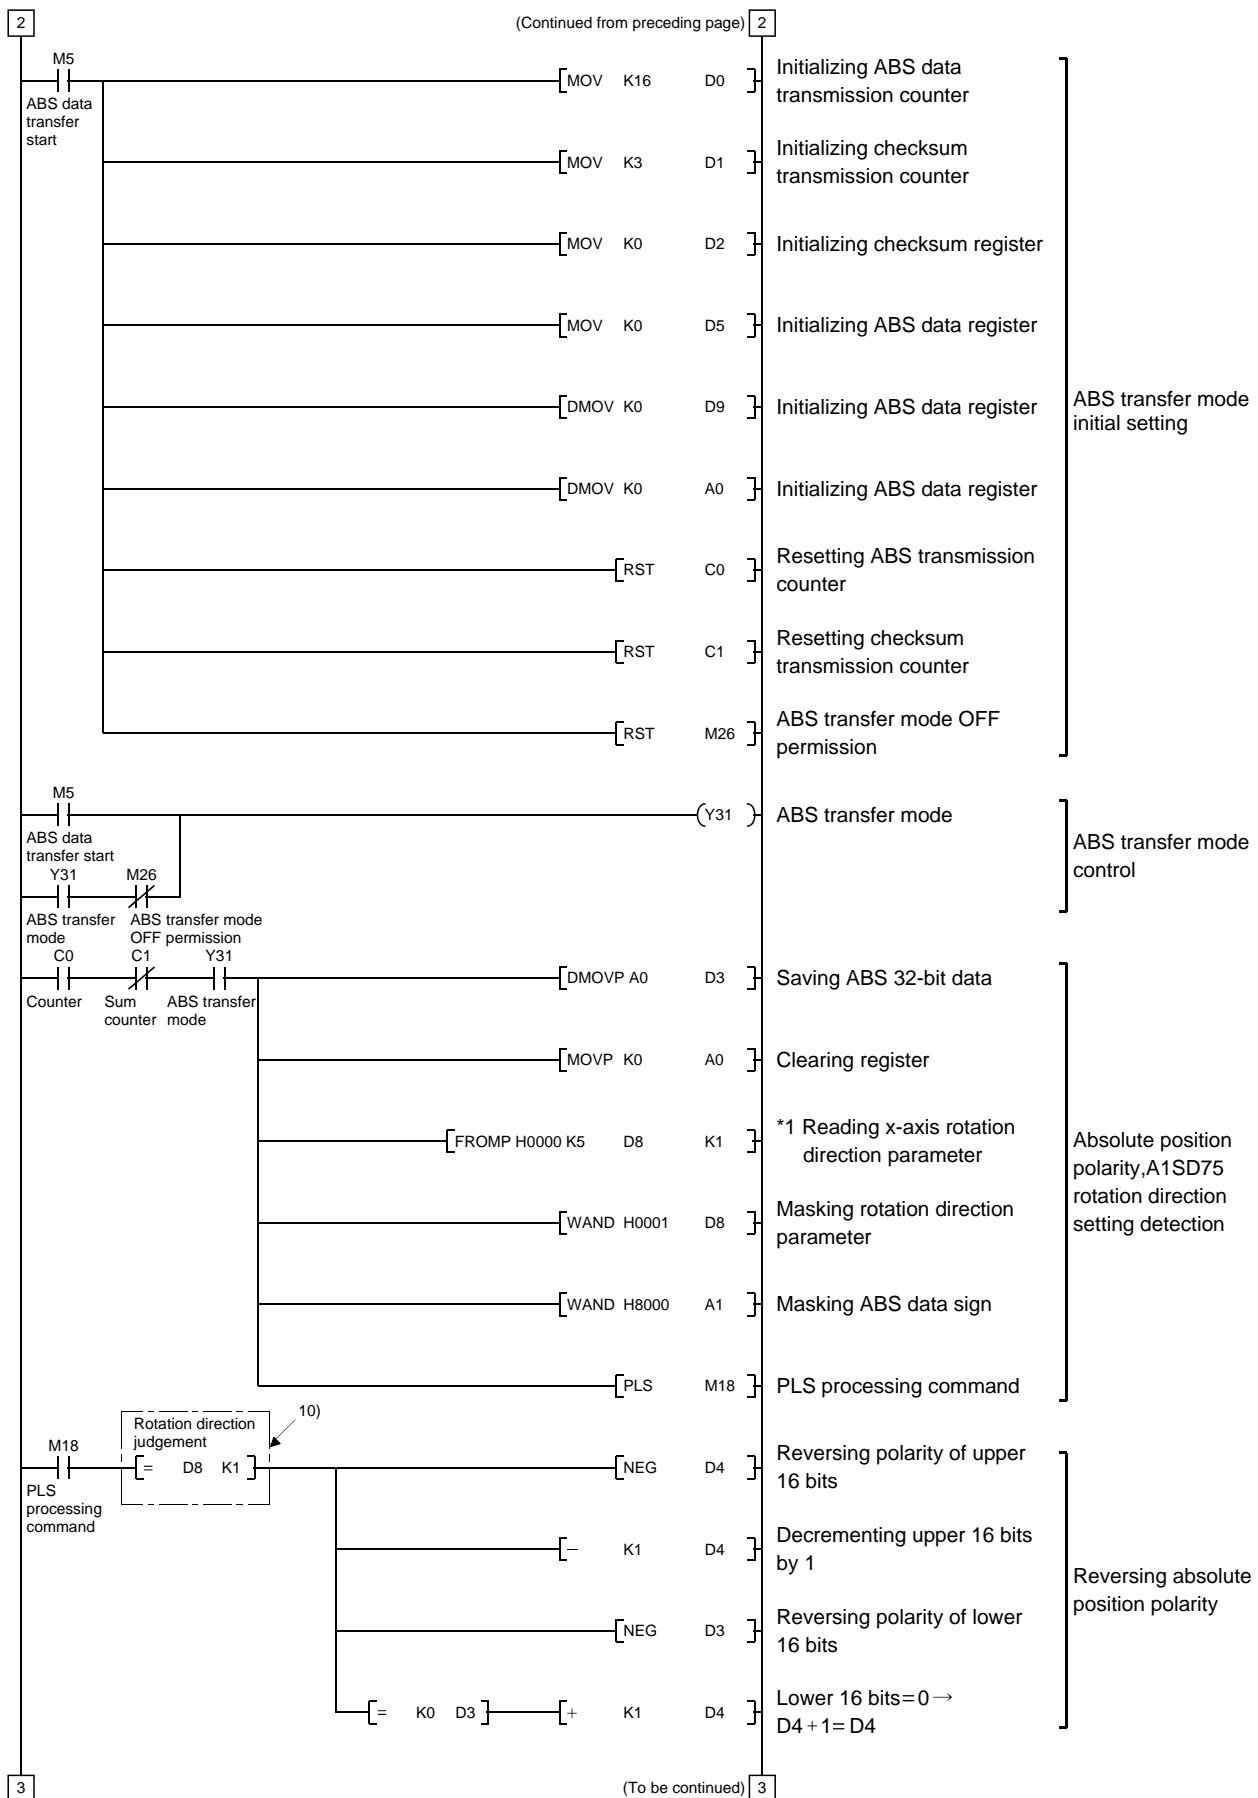 2
(Continued from preceding page)
2
M5
ABS data
transfer
start
MOV K16 D0
Initializing ABS data
transmission counter
MOV K3 D1
Initializing checksum
transmission counter
MOV K0 D2
Initializing checksum register
MOV K0 D5
Initializing ABS data register
DMOV K0 D9
Initializing ABS data register
DMOV K0 A0
Initializing ABS data register
RST C0
Resetting ABS transmission
counter
RST C1
Resetting checksum
transmission counter
RST M26
ABS transfer mode OFF
permission
ABS transfer mode
initial setting
M5
ABS data
transfer start
Y31
ABS transfer mode
Y31
ABS transfer
mode
M26
ABS transfer mode
OFF permission
ABS transfer mode
control
C0
Counter
C1
Sum
counter
Y31
ABS transfer
mode
DMOVP A0 D3
Saving ABS 32-bit data
MOVP K0 A0
Clearing register
FROMP H0000 K5 D8 K1
*1 Reading x-axis rotation
direction parameter
WAND H0001 D8
Masking rotation direction
parameter
WAND H8000 A1
Masking ABS data sign
PLS M18
PLS processing command
Absolute position
polarity,A1SD75
rotation direction
setting detection
M18
PLS
processing
command
Rotation direction
judgement
= D8 K1
10)
NEG D4
Reversing polarity of upper
16 bits
− K1 D4
Decrementing upper 16 bits
by 1
NEG D3
Reversing polarity of lower
16 bits
= K0 D3
+ K1 D4
Lower 16 bits=0→
D4+1=D4
Reversing absolute
position polarity
3
(To be continued)
3